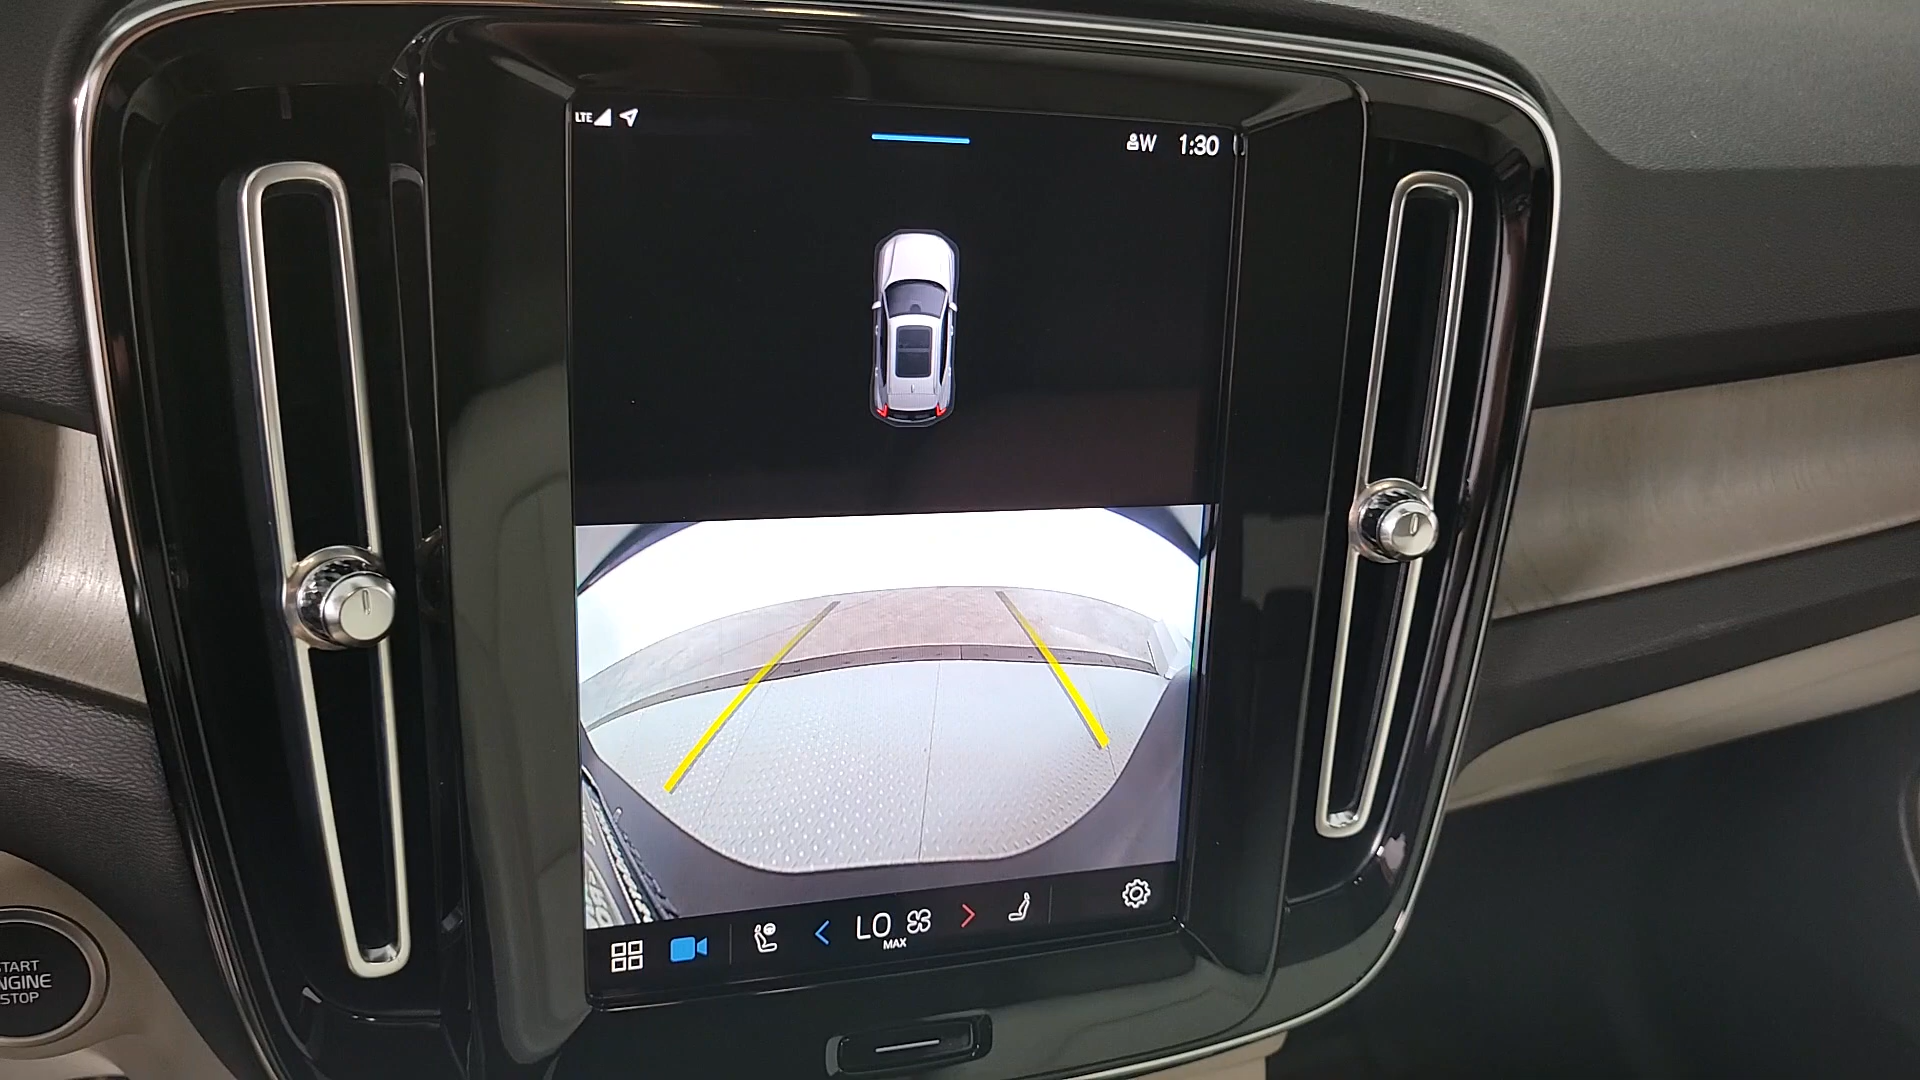 LTE
W 1:30
LO
MAX
START
ENGINE
STOP